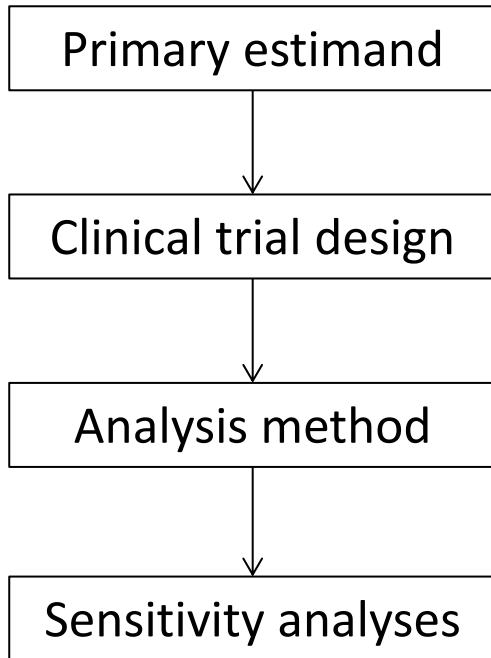 Primary estimand
Clinical trial design
Analysis method
Sensitivity analyses